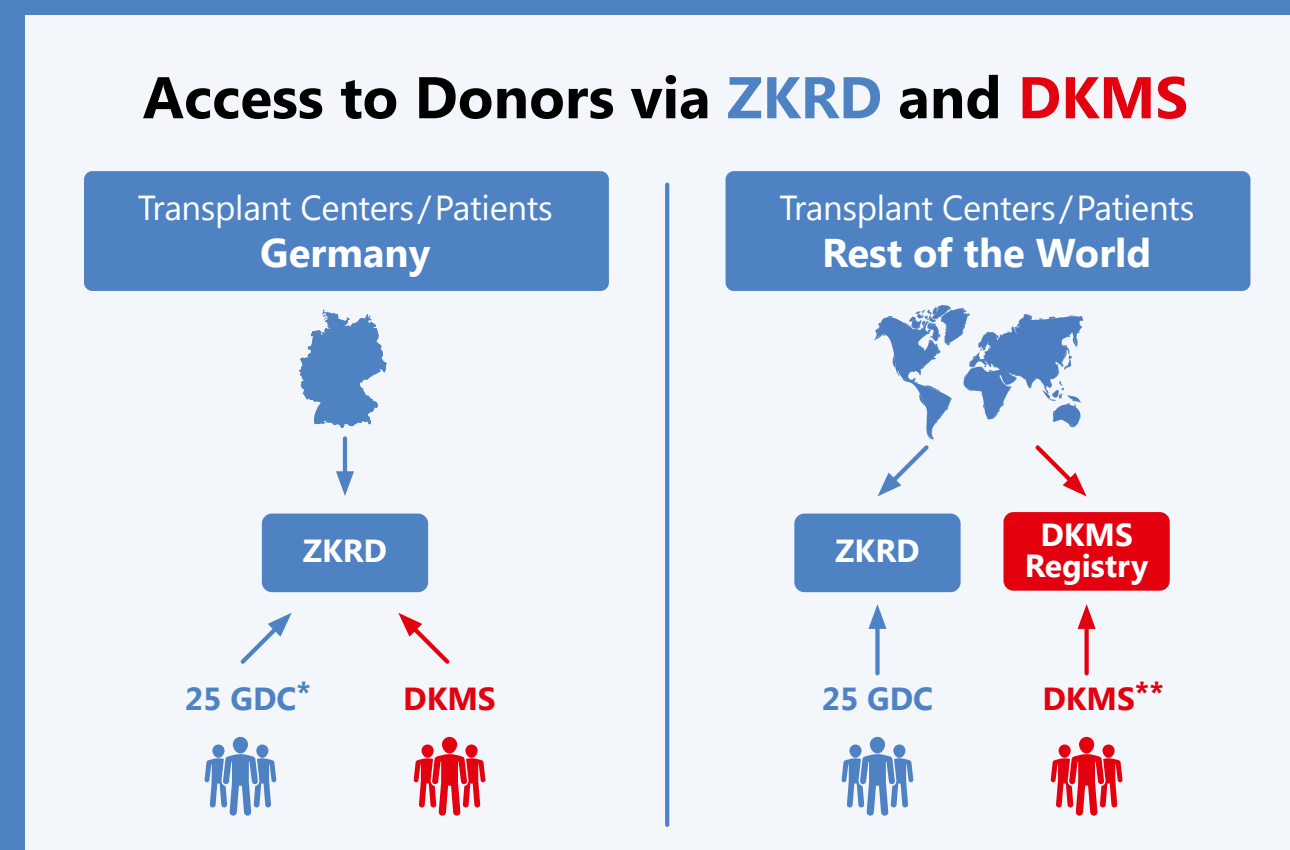 Access to Donors via ZKRD and DKMS
Transplant Centers/Patients
Germany
ZKRD
25 GDC*
DKMS
Transplant Centers/Patients
Rest of the World
ZKRD
DKMS
Registry
25 GDC
DKMS**